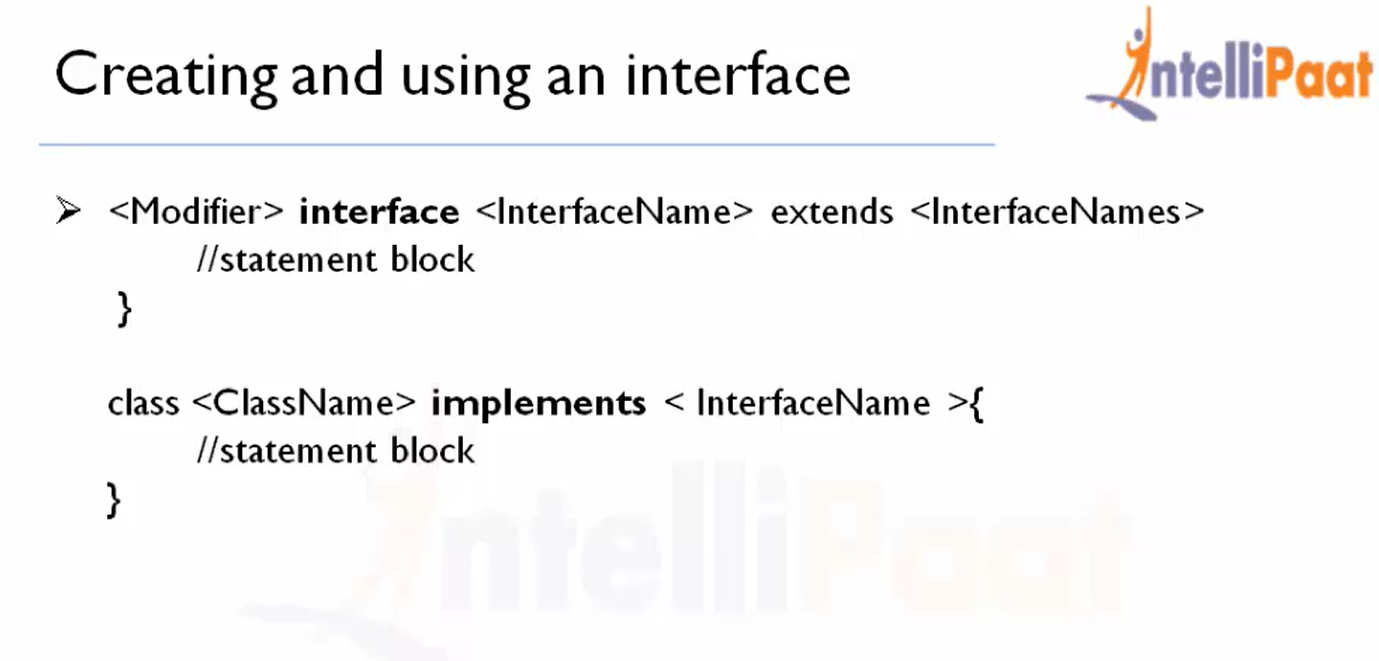 Creating and using an interface
IntelliPaat
➢ <Modifier> interface <InterfaceName> extends <InterfaceNames>
//statement block
}
class <ClassName> implements < InterfaceName >{
//statement block
}
IntelliPaat